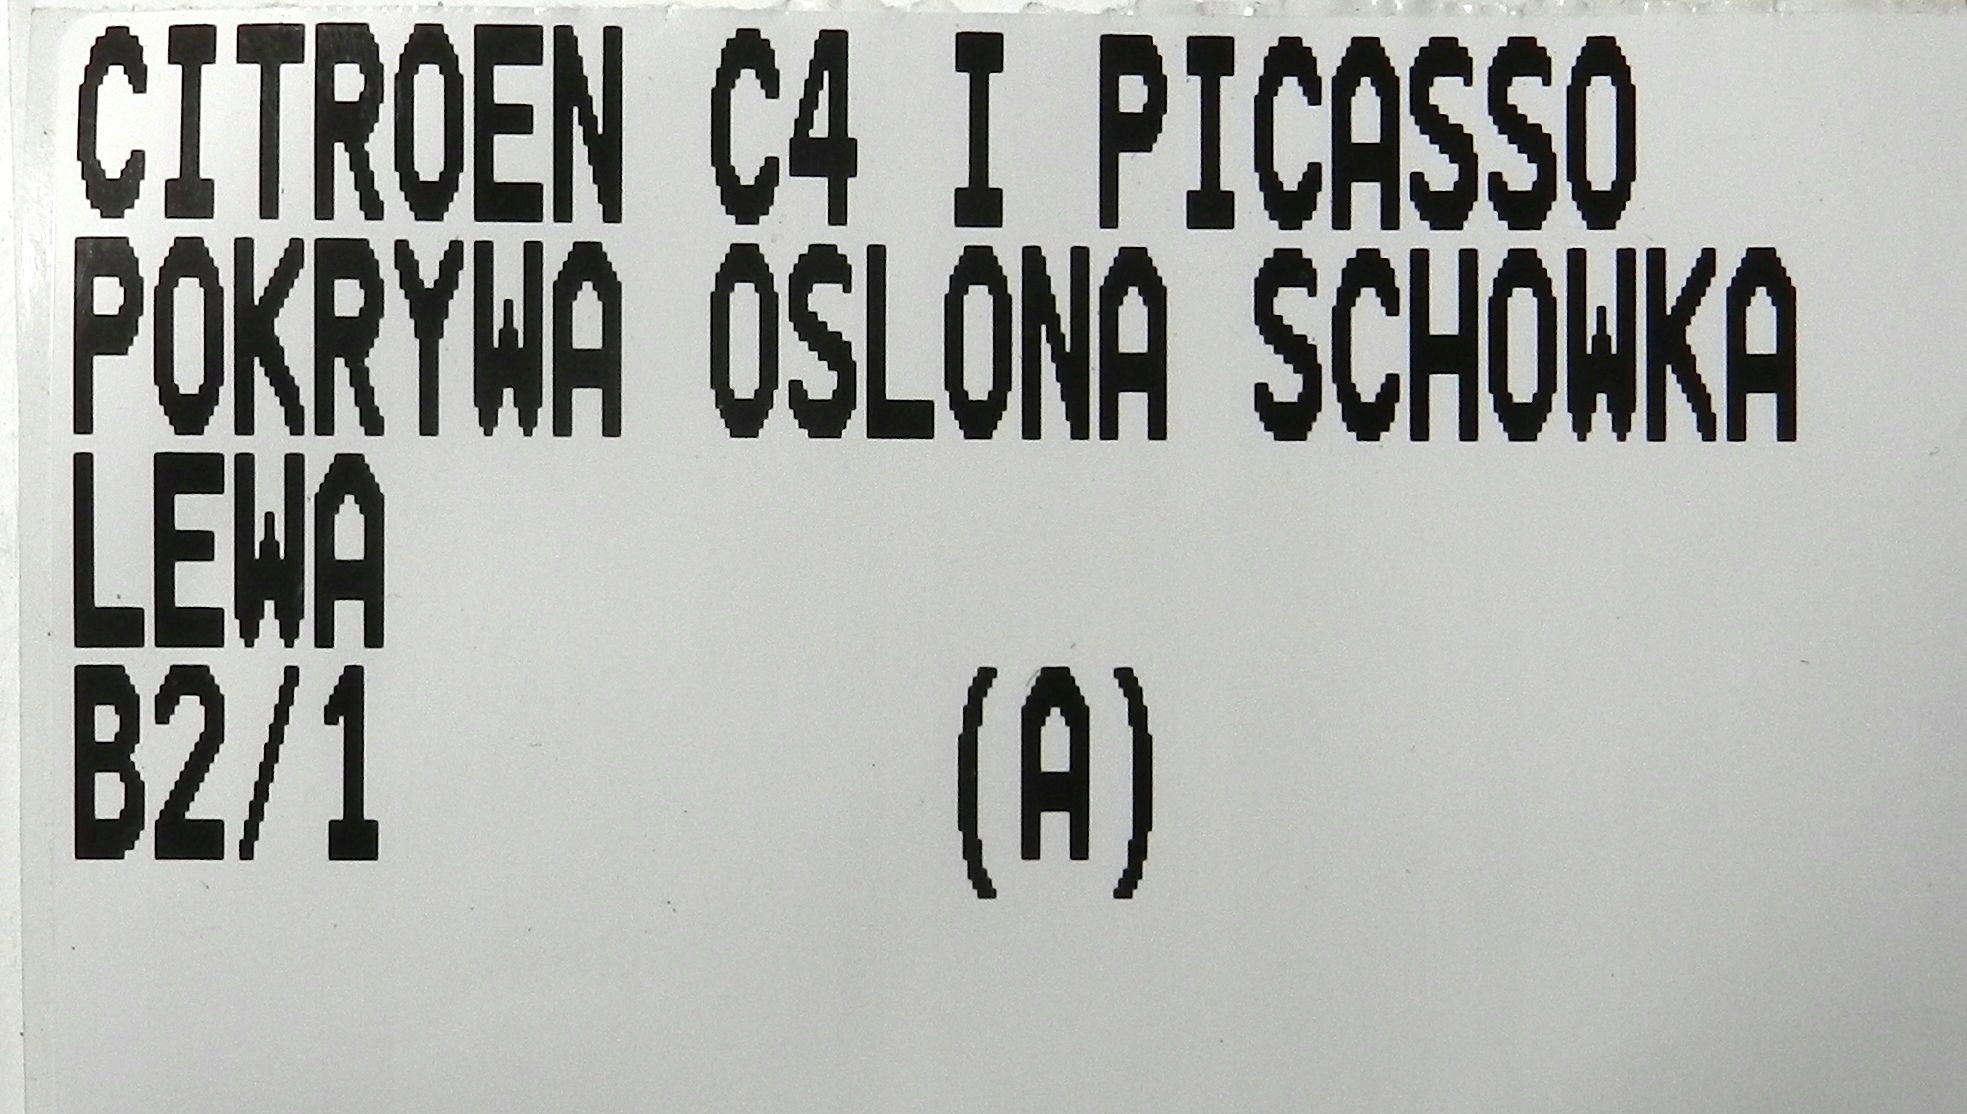 CITROEN C4 I PICASSO
POKRYWA OSLONA SCHOWKA
LEWA
B2/1 (A)